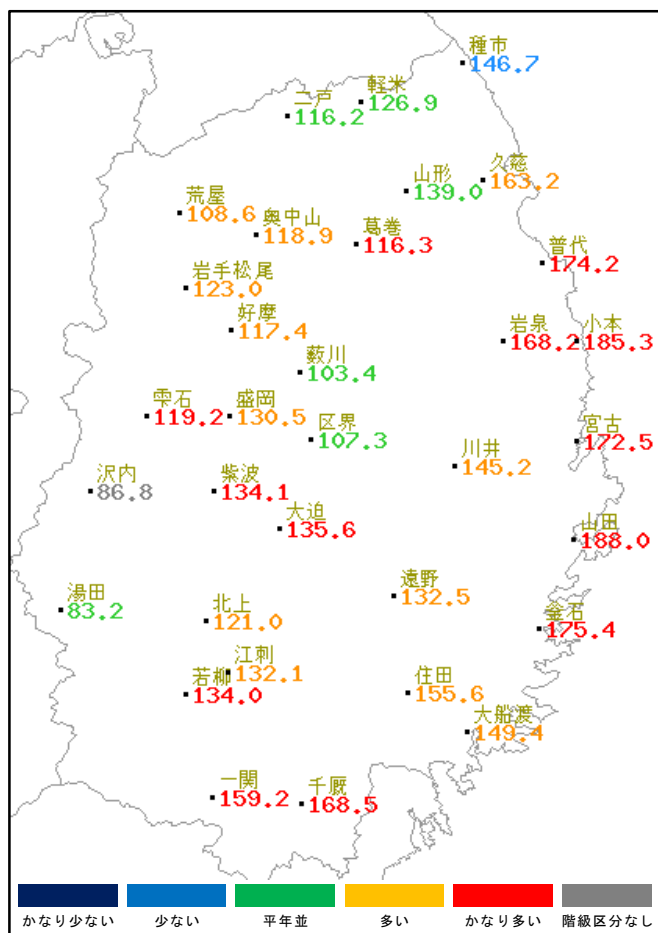 種市
146.7
軽米
126.9
二戸
116.2
久慈
163.2
山形
139.0
荒屋
108.6
奥中山
118.9
葛巻
116.3
普代
174.2
岩手松尾
123.0
好摩
117.4
岩泉
168.2
小本
185.3
薮川
103.4
雫石
119.2
盛岡
130.5
区界
107.3
宮古
172.5
川井
145.2
沢内
86.8
紫波
134.1
大迫
135.6
山田
188.0
湯田
83.2
遠野
132.5
北上
121.0
釜石
175.4
江刺
132.1
若柳
134.0
住田
155.6
大船渡
149.4
一関
159.2
千厩
168.5
かなり少ない 少ない 平年並 多い かなり多い 階級区分なし